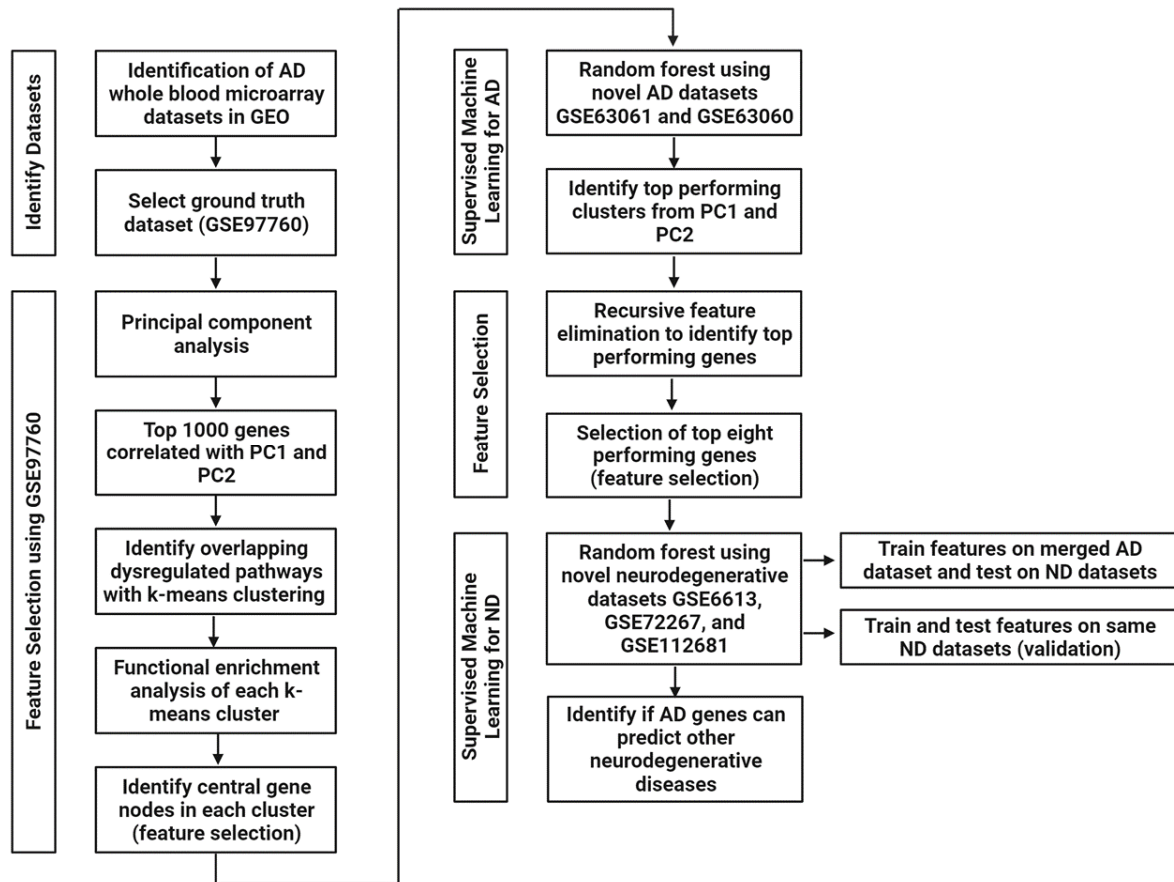 Identify Datasets
Identification of AD
whole blood microarray
datasets in GEO
Select ground truth
dataset (GSE97760)
Feature Selection using GSE97760
Principal component
analysis
Top 1000 genes
correlated with PC1 and
PC2
Identify overlapping
dysregulated pathways
with k-means clustering
Functional enrichment
analysis of each k-
means cluster
Identify central gene
nodes in each cluster
(feature selection)
Supervised Machine
Learning for AD
Random forest using
novel AD datasets
GSE63061 and GSE63060
Identify top performing
clusters from PC1 and
PC2
Feature Selection
Recursive feature
elimination to identify top
performing genes
Selection of top eight
performing genes
(feature selection)
Supervised Machine
Learning for ND
Random forest using
novel neurodegenerative
datasets GSE6613,
GSE72267, and
GSE112681
Train features on merged AD
dataset and test on ND datasets
Train and test features on same
ND datasets (validation)
Identify if AD genes can
predict other
neurodegenerative
diseases